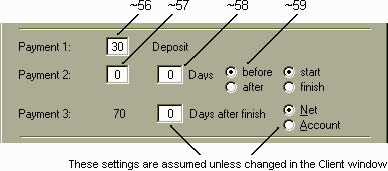 ~56 ~57 ~58 ~59
Payment 1: 30 Deposit
Payment 2: 0 0 Days before start
after finish
Payment 3: 70 0 Days after finish Net
Account
These settings are assumed unless changed in the Client window